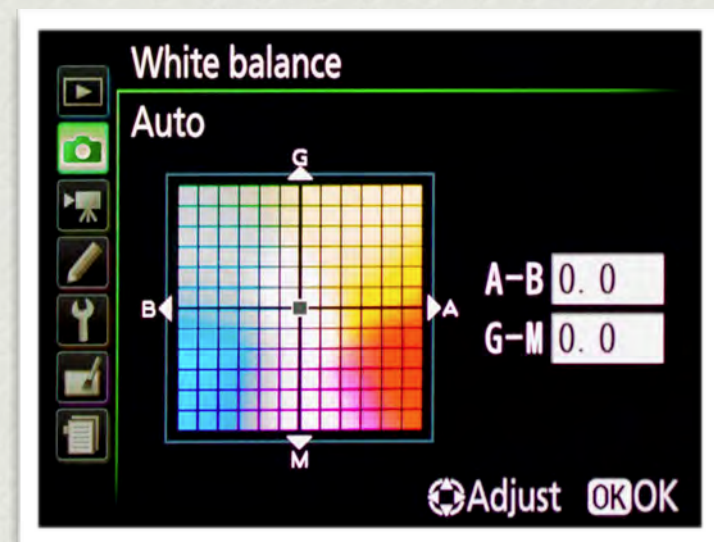 White balance
Auto
G
B
A
M
A-B 0. 0
G-M 0. 0
Adjust OK OK